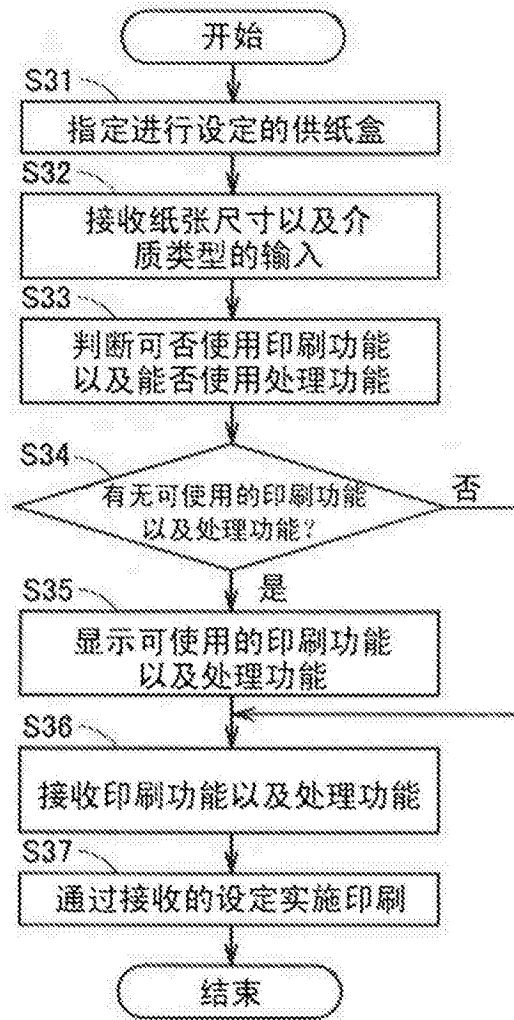 开始
S31
指定进行设定的供纸盒
S32
接收纸张尺寸以及介
质类型的输入
S33
判断可否使用印刷功能
以及能否使用处理功能
S34
有无可使用的印刷功能
以及处理功能?
否
是
S35
显示可使用的印刷功能
以及处理功能
S36
接收印刷功能以及处理功能
S37
通过接收的设定实施印刷
结束